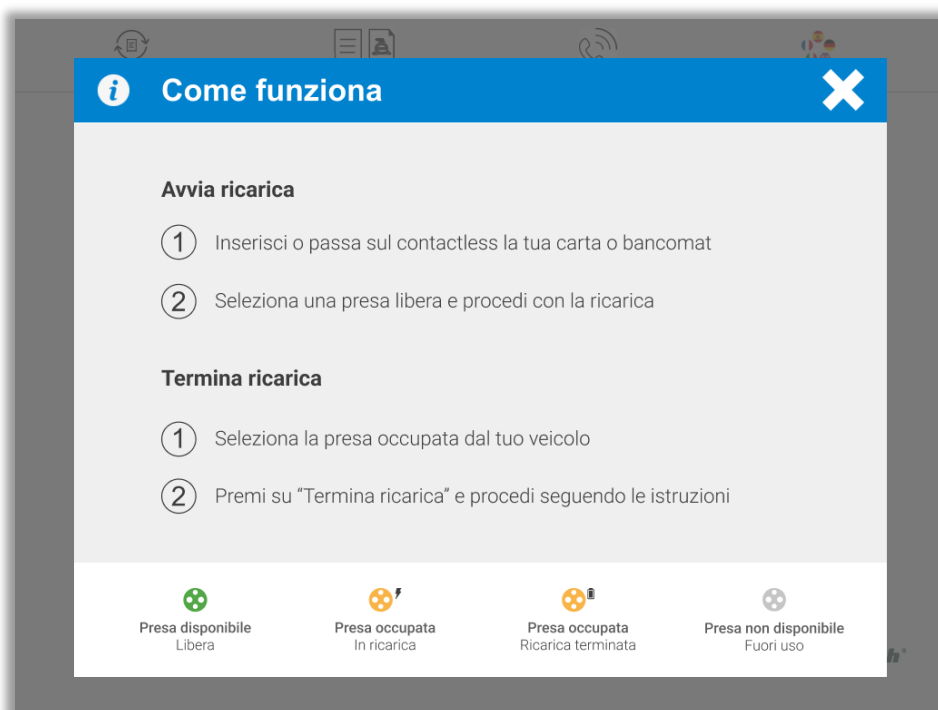 Come funziona
Avvia ricarica
1 Inserisci o passa sul contactless la tua carta o bancomat
2 Seleziona una presa libera e procedi con la ricarica
Termina ricarica
1 Seleziona la presa occupata dal tuo veicolo
2 Premi su “Termina ricarica” e procedi seguendo le istruzioni
Presa disponibile
Libera
Presa occupata
In ricarica
Presa occupata
Ricarica terminata
Presa non disponibile
Fuori uso